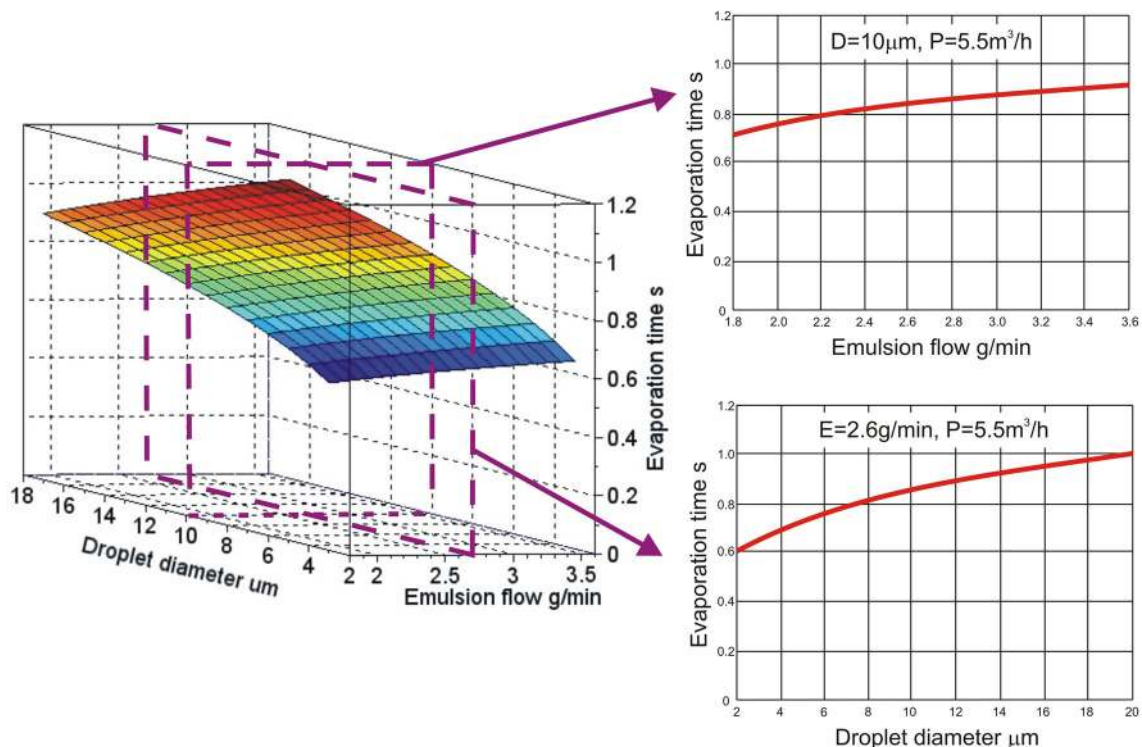 1.2
1
0.8
0.6
0.4
0.2
0
Evaporation time s
18 16 14 12 10 8 6 4 2
Droplet diameter um
2 2.5 3 3.5
Emulsion flow g/min
D=10μm, P=5.5m³/h
1.2
1.0
0.8
0.6
0.4
0.2
0
Evaporation time s
1.8 2.0 2.2 2.4 2.6 2.8 3.0 3.2 3.4 3.6
Emulsion flow g/min
E=2.6g/min, P=5.5m³/h
1.2
1.0
0.8
0.6
0.4
0.2
0
Evaporation time s
2 4 6 8 10 12 14 16 18 20
Droplet diameter μm